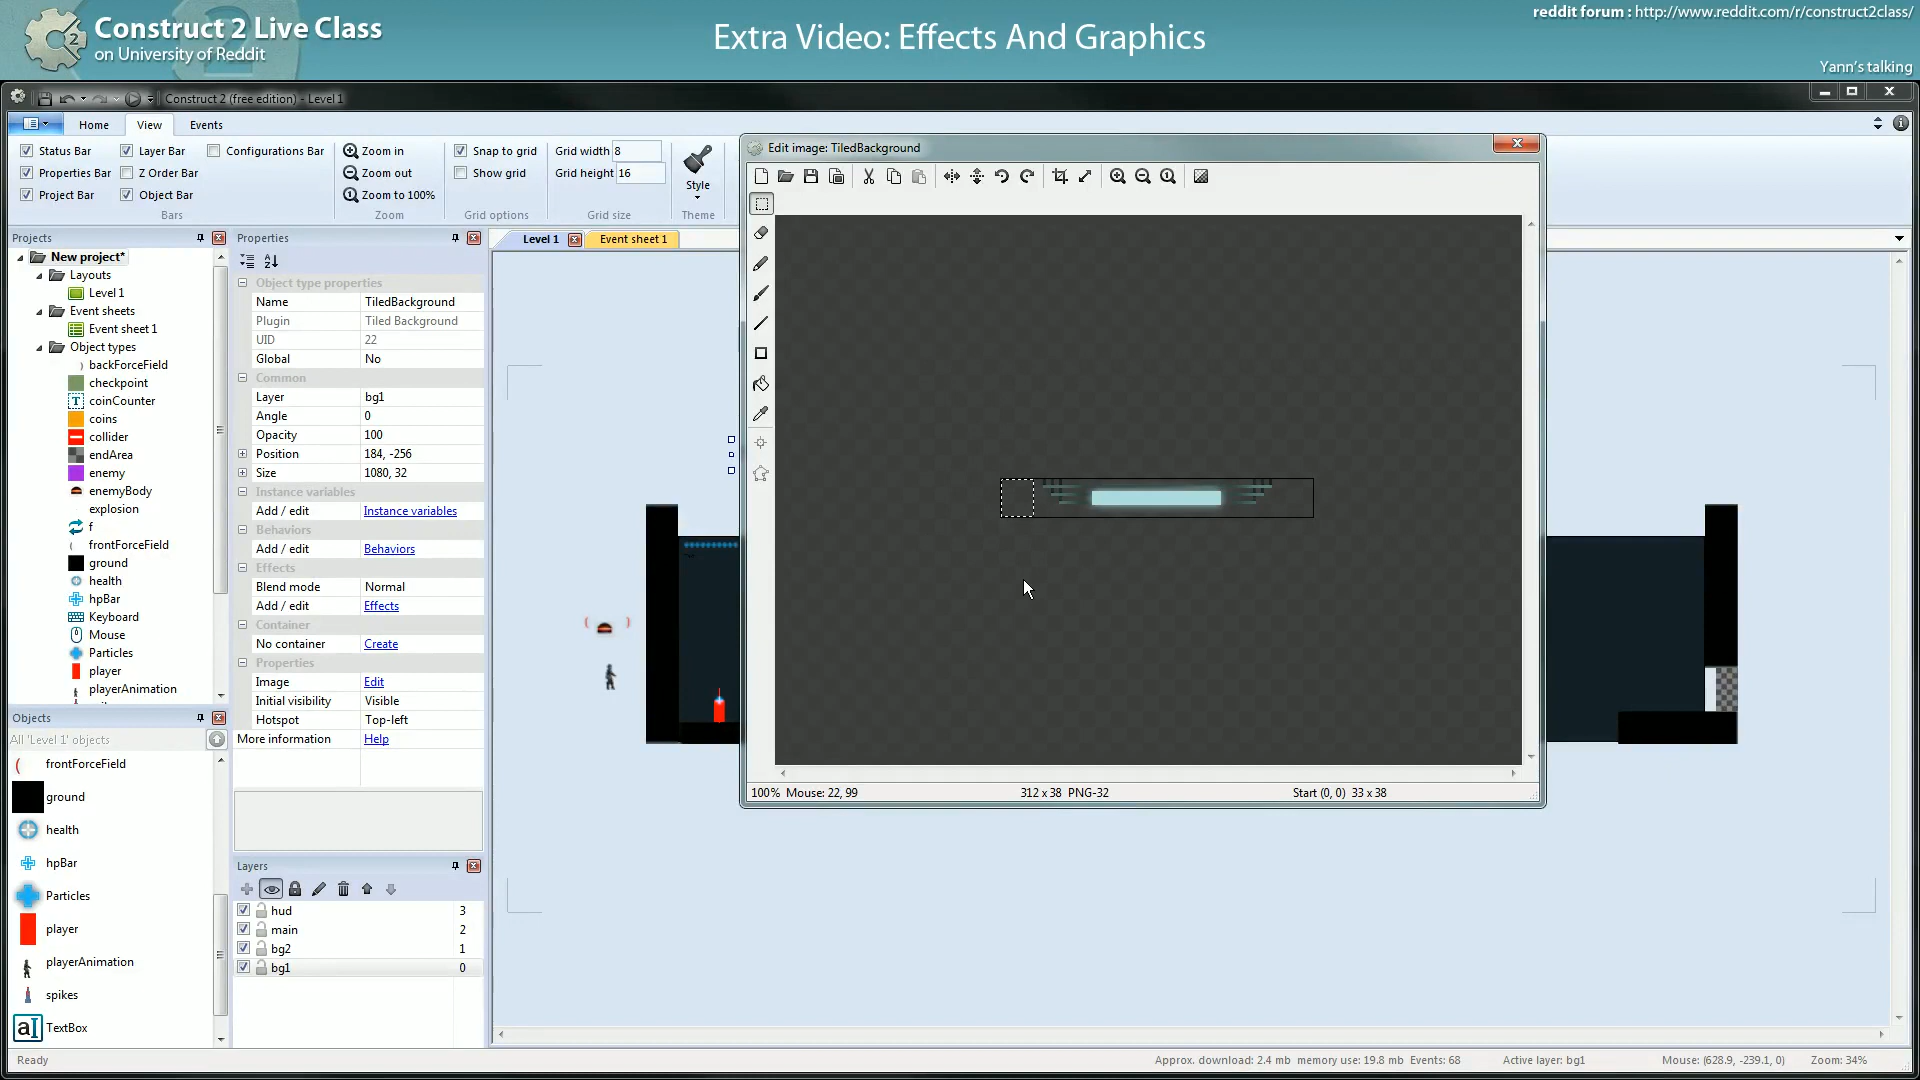 Construct 2 Live Class
on University of Reddit
Extra Video: Effects And Graphics
reddit forum : http://www.reddit.com/r/construct2class/
Yann's talking
Construct 2 (free edition) - Level 1
Home
View
Events
Status Bar
Layer Bar
Configurations Bar
Properties Bar
Z Order Bar
Project Bar
Object Bar
Bars
Zoom in
Zoom out
Zoom to 100%
Zoom
Snap to grid
Show grid
Grid options
Grid width 8
Grid height 16
Grid size
Style
Theme
Projects
New project*
Layouts
Level 1
Event sheets
Event sheet 1
Object types
backForceField
checkpoint
coinCounter
coins
collider
endArea
enemy
enemyBody
explosion
f
frontForceField
ground
health
hpBar
Keyboard
Mouse
Particles
player
playerAnimation
Objects
All 'Level 1' objects
frontForceField
ground
health
hpBar
Particles
player
playerAnimation
spikes
TextBox
Properties
Object type properties
Name TiledBackground
Plugin Tiled Background
UID 22
Global No
Common
Layer bg1
Angle 0
Opacity 100
Position 184, -256
Size 1080, 32
Instance variables
Add / edit Instance variables
Behaviors
Add / edit Behaviors
Effects
Blend mode Normal
Add / edit Effects
Container
No container Create
Properties
Image Edit
Initial visibility Visible
Hotspot Top-left
More information Help
Layers
hud 3
main 2
bg2 1
bg1 0
Level 1
Event sheet 1
Edit image: TiledBackground
100% Mouse: 22, 99
312 x 38 PNG-32
Start (0, 0) 33 x 38
Ready
Approx. download: 2.4 mb memory use: 19.8 mb Events: 68
Active layer: bg1
Mouse: (628.9, -239.1, 0)
Zoom: 34%